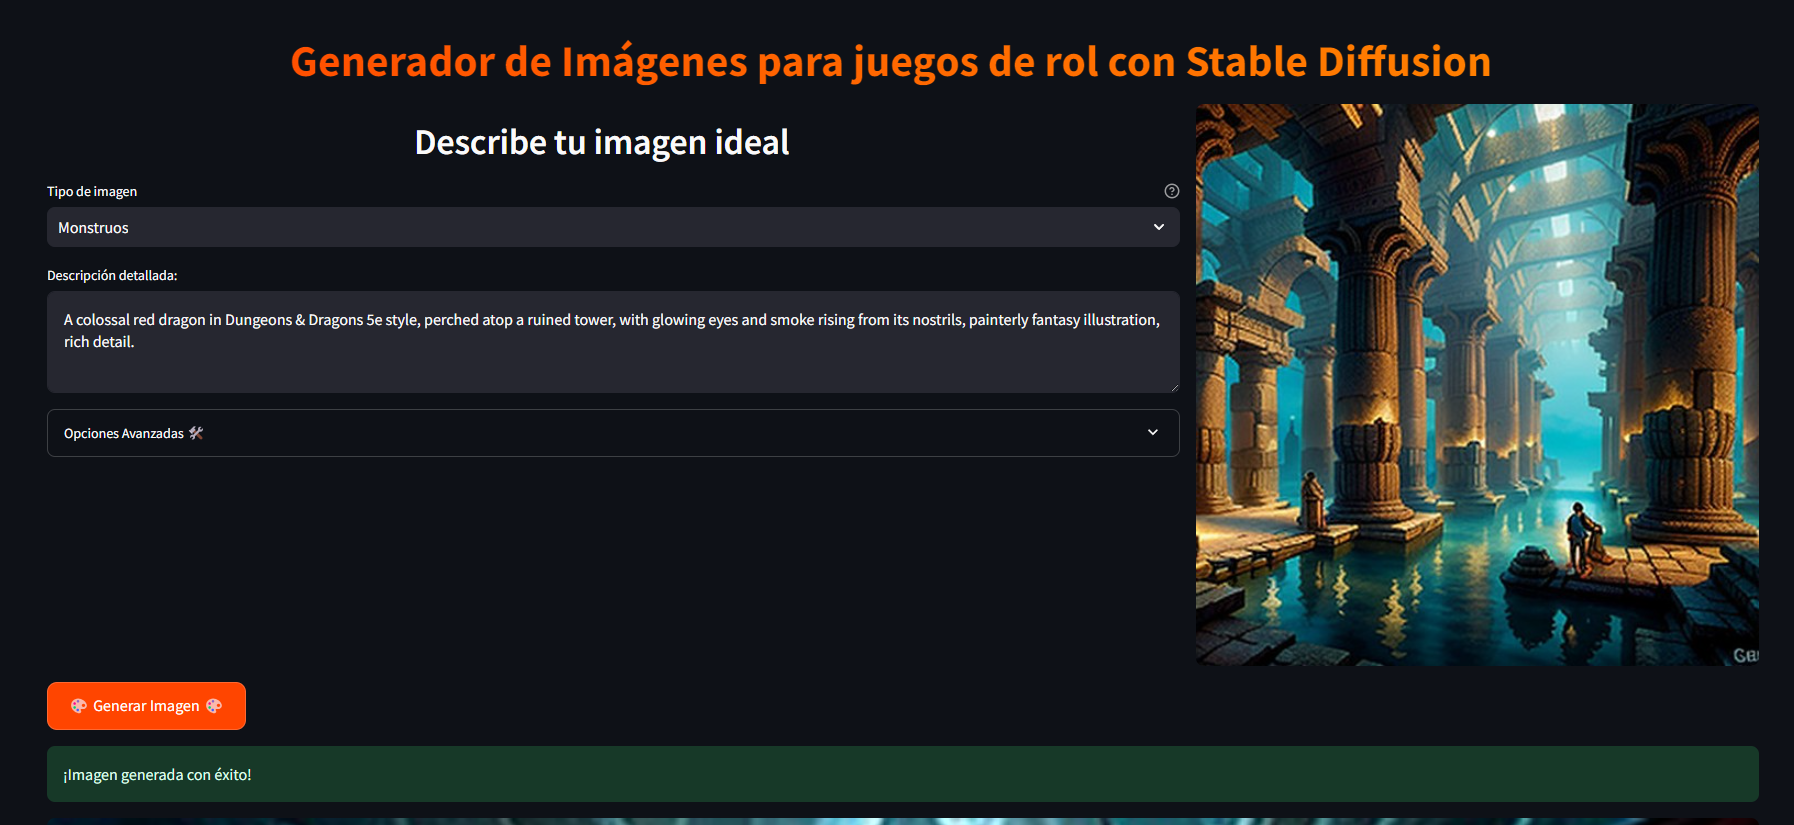 Generador de Imágenes para juegos de rol con Stable Diffusion
Describe tu imagen ideal
Tipo de imagen
Monstruos
Descripción detallada:
A colossal red dragon in Dungeons & Dragons 5e style, perched atop a ruined tower, with glowing eyes and smoke rising from its nostrils, painterly fantasy illustration,
rich detail.
Opciones Avanzadas 🛠️
🎨 Generar Imagen 🎨
¡Imagen generada con éxito!